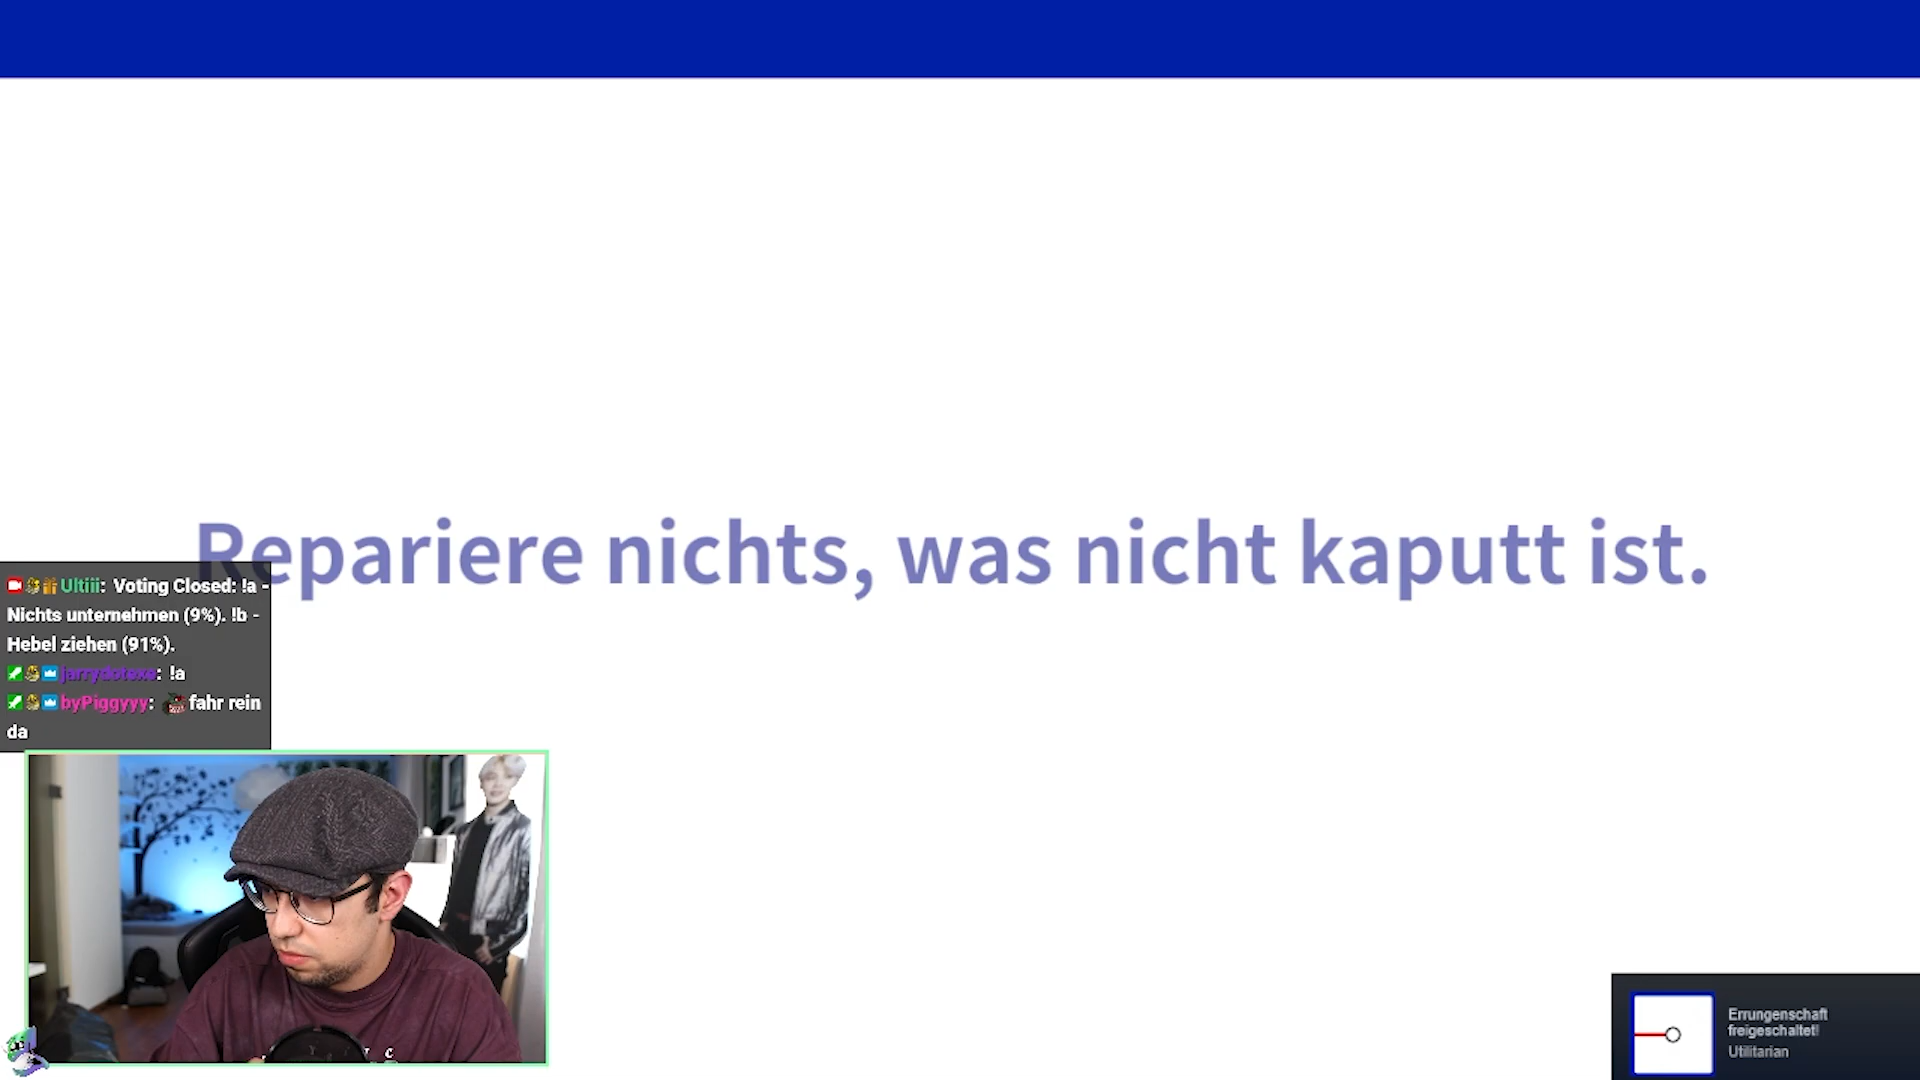 Repariere nichts, was nicht kaputt ist.
Ultiii: Voting Closed: !a -
Nichts unternehmen (9%). !b -
Hebel ziehen (91%).
jarrydotexe: !a
byPiggyyy: fahr rein
da
Errungenschaft
freigeschaltet!
Utilitarian